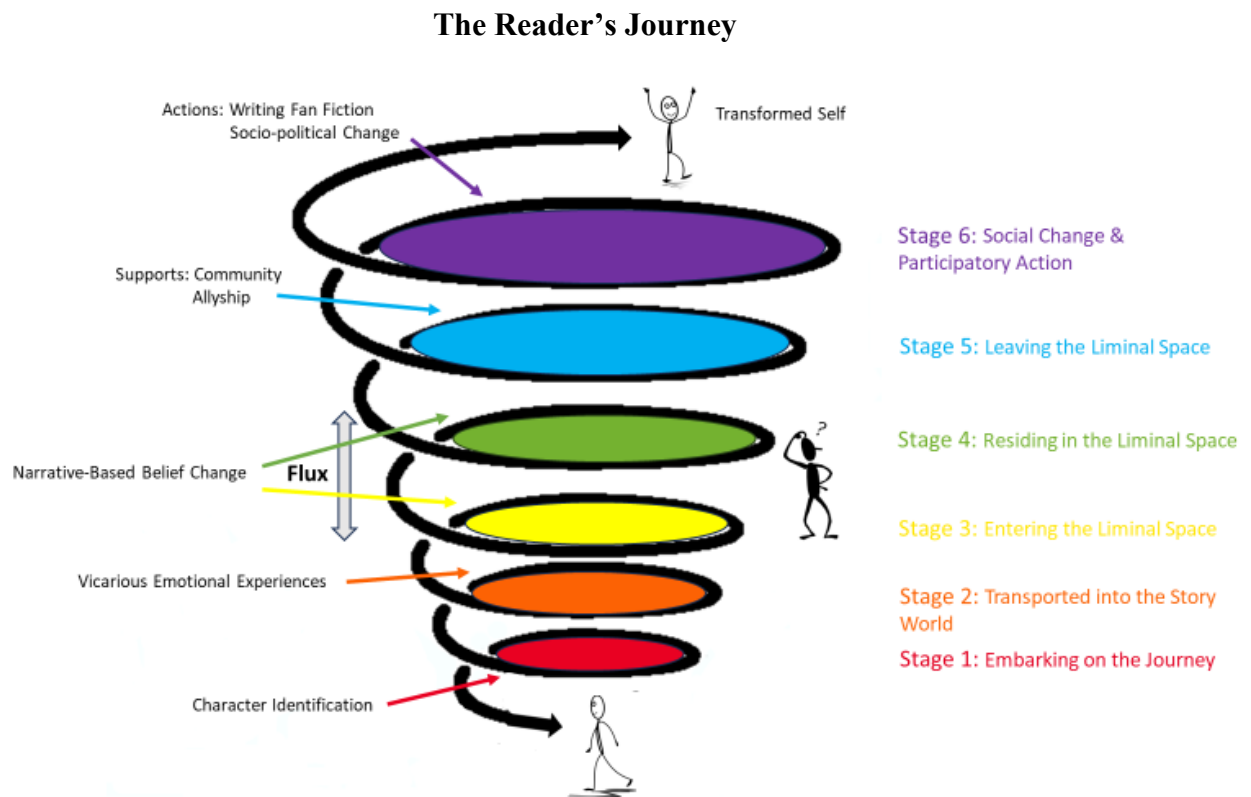 The Reader’s Journey
Actions: Writing Fan Fiction
Socio-political Change
Transformed Self
Stage 6: Social Change &
Participatory Action
Supports: Community
Allyship
Stage 5: Leaving the Liminal Space
?
Stage 4: Residing in the Liminal Space
Narrative-Based Belief Change
Flux
Stage 3: Entering the Liminal Space
Vicarious Emotional Experiences
Stage 2: Transported into the Story
World
Stage 1: Embarking on the Journey
Character Identification